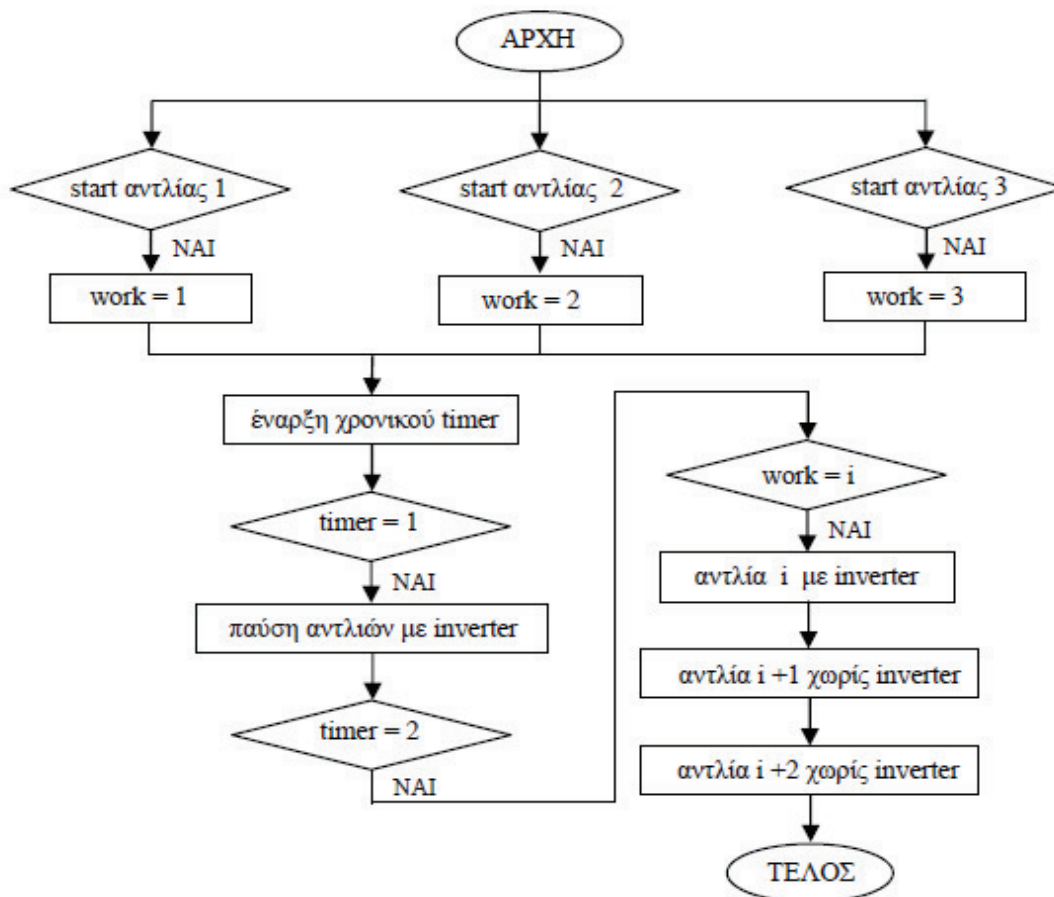 ΑΡΧΗ
start αντλίας 1
start αντλίας 2
start αντλίας 3
ΝΑΙ
ΝΑΙ
ΝΑΙ
work = 1
work = 2
work = 3
έναρξη χρονικού timer
timer = 1
ΝΑΙ
παύση αντλιών με inverter
timer = 2
ΝΑΙ
work = i
ΝΑΙ
αντλία i με inverter
αντλία i +1 χωρίς inverter
αντλία i +2 χωρίς inverter
ΤΕΛΟΣ